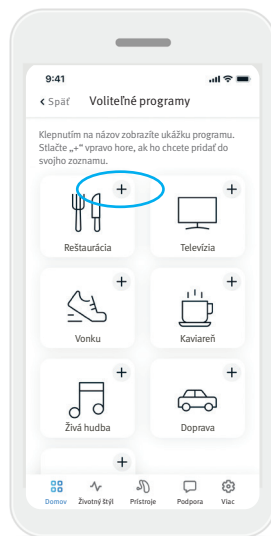 9:41
Späť Voliteľné programy
Klepnutím na názov zobrazíte ukážku programu.
Stlačte „+“ vpravo hore, ak ho chcete pridať do
svojho zoznamu.
+ +
Reštaurácia Televízia
+ +
Vonku Kaviareň
+ +
Živá hudba Doprava
+
Domov Životný štýl Prístroje Podpora Viac